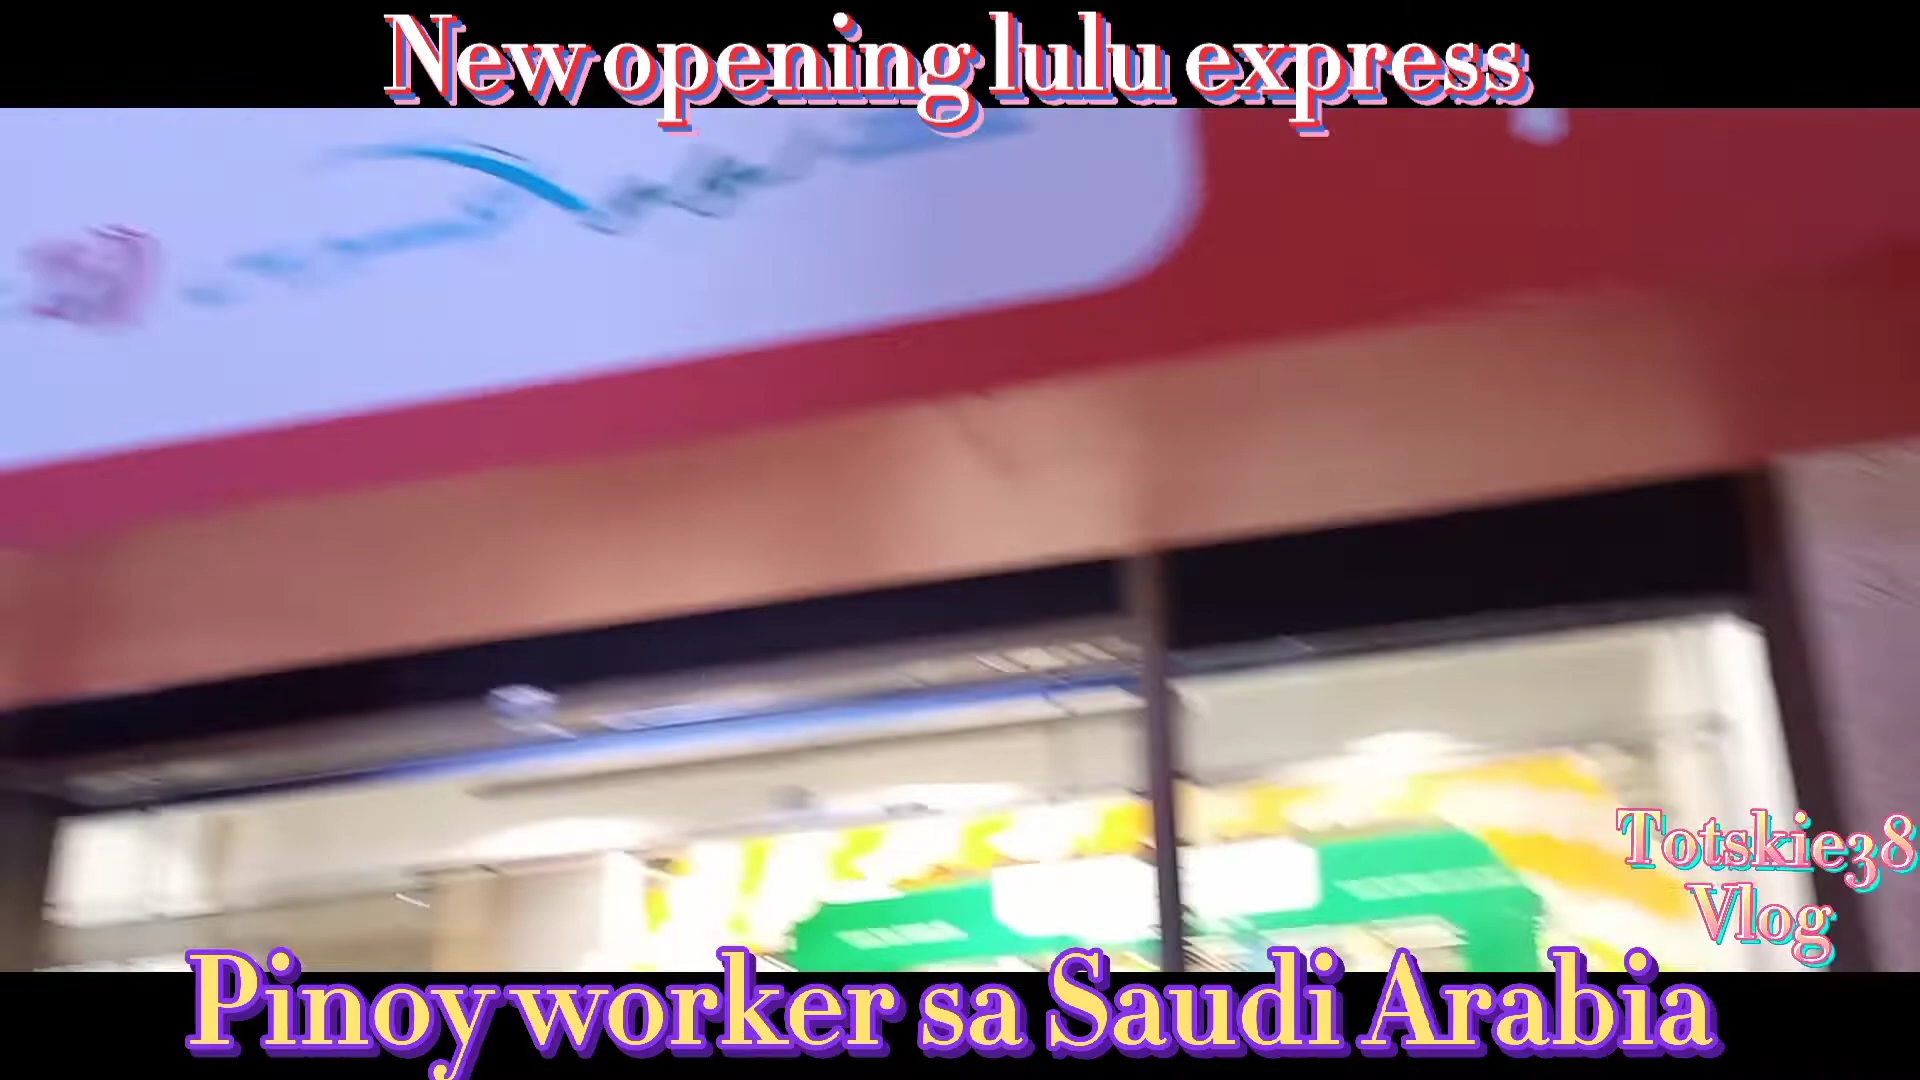 New opening lulu express
Totskie38
Vlog
Pinoy worker sa Saudi Arabia